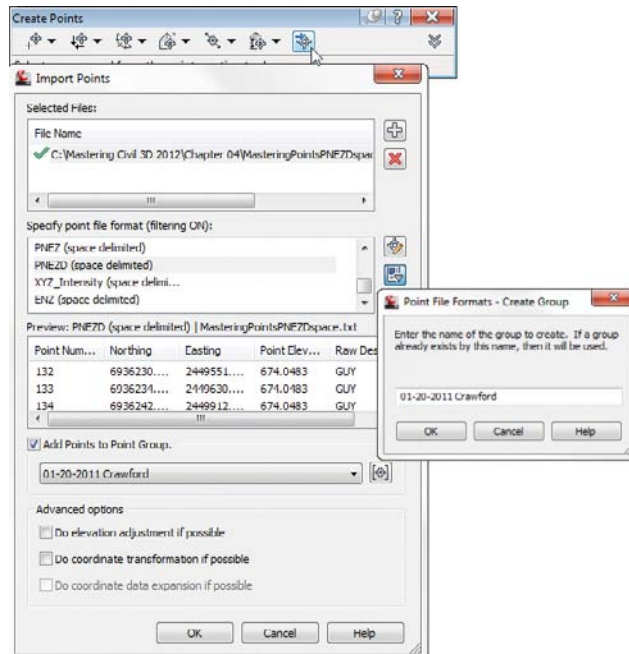 Create Points
Import Points
Selected Files:
File Name
C:\Mastering Civil 3D 2012\Chapter 04\MasteringPointsPNEZDspac
Specify point file format (filtering ON):
PNEZ (space delimited)
PNEZD (space delimited)
XYZ_Intensity (space delimi...
ENZ (space delimited)
Preview: PNEZD (space delimited) | MasteringPointsPNEZDspace.txt
Point Num... Northing Easting Point Elev... Raw Des
132 6936230.... 2449551.... 674.0483 GUY
133 6936234.... 2449630.... 674.0483 GUY
134 6936242.... 2449912.... 674.0483 GUY
Add Points to Point Group.
01-20-2011 Crawford
Advanced options
Do elevation adjustment if possible
Do coordinate transformation if possible
Do coordinate data expansion if possible
OK Cancel Help
Point File Formats - Create Group
Enter the name of the group to create. If a group
already exists by this name, then it will be used.
01-20-2011 Crawford
OK Cancel Help